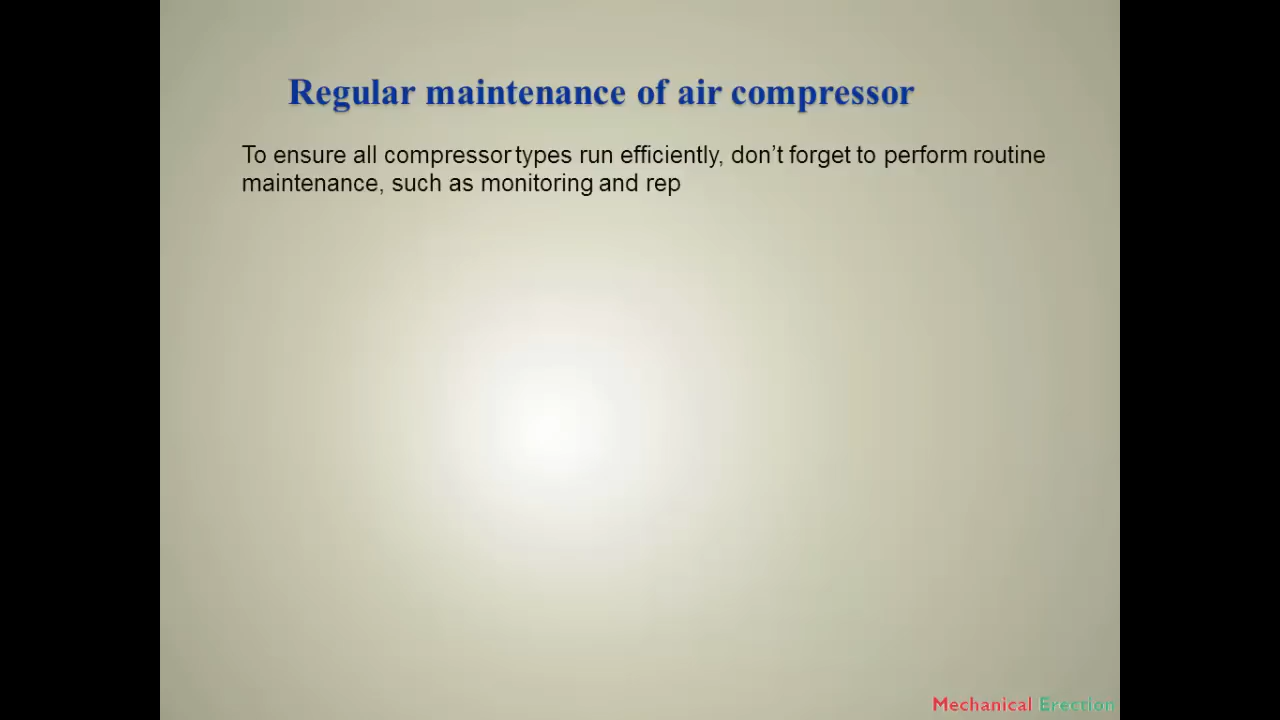 Regular maintenance of air compressor
To ensure all compressor types run efficiently, don’t forget to perform routine
maintenance, such as monitoring and rep
Mechanical Erection